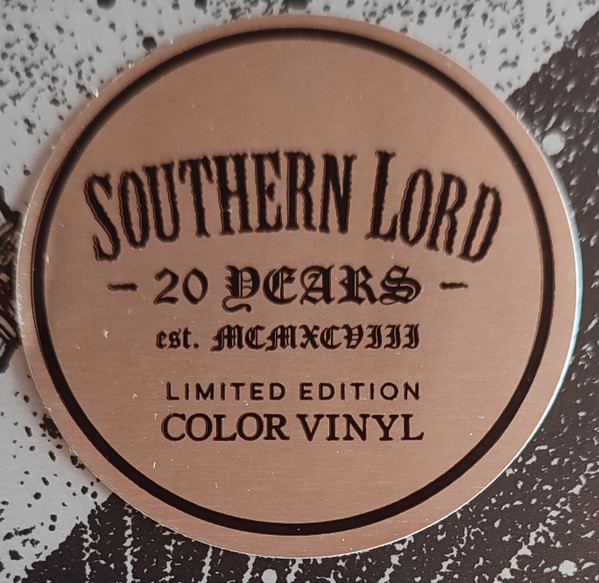 SOUTHERN LORD
- 20 YEARS -
est. MCMXCVIII
LIMITED EDITION
COLOR VINYL